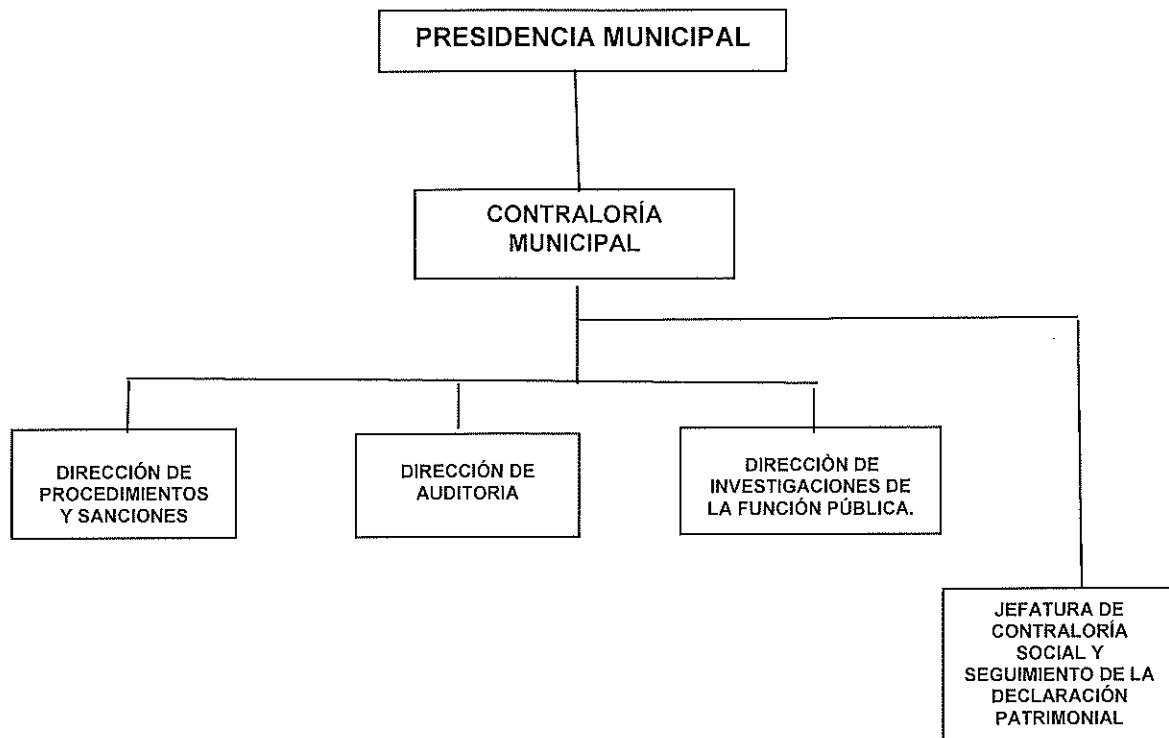 PRESIDENCIA MUNICIPAL
CONTRALORÍA
MUNICIPAL
DIRECCIÓN DE
PROCEDIMIENTOS
Y SANCIONES
DIRECCIÓN DE
AUDITORIA
DIRECCIÒN DE
INVESTIGACIONES DE
LA FUNCIÓN PÚBLICA.
JEFATURA DE
CONTRALORÍA
SOCIAL Y
SEGUIMIENTO DE LA
DECLARACIÓN
PATRIMONIAL